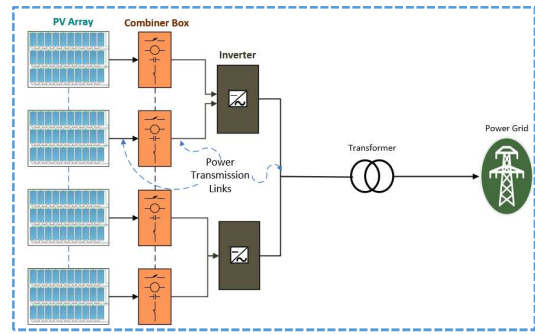 PV Array
Combiner Box
Inverter
Power
Transmission
Links
Transformer
Power Grid